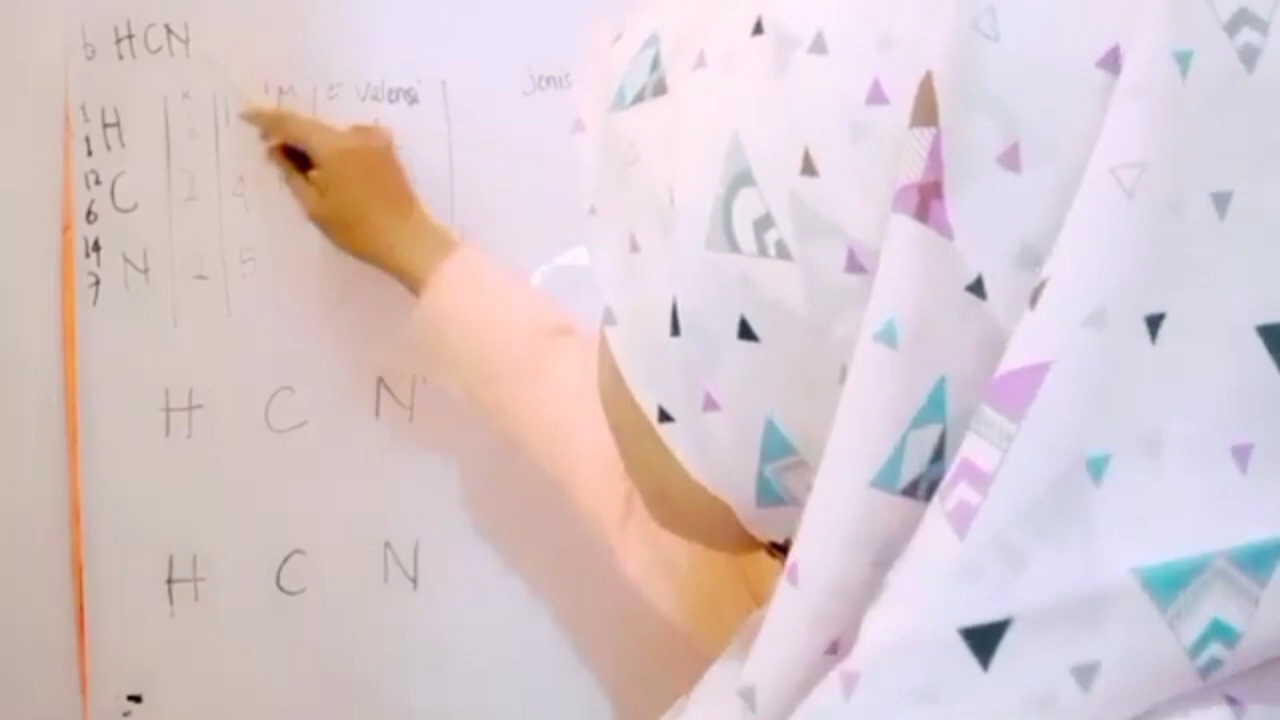 b HCN
K L M e⁻ Valensi Jenis
1 1 H
12 6 C 2 4
14 7 N 2 5
H C N
H C N